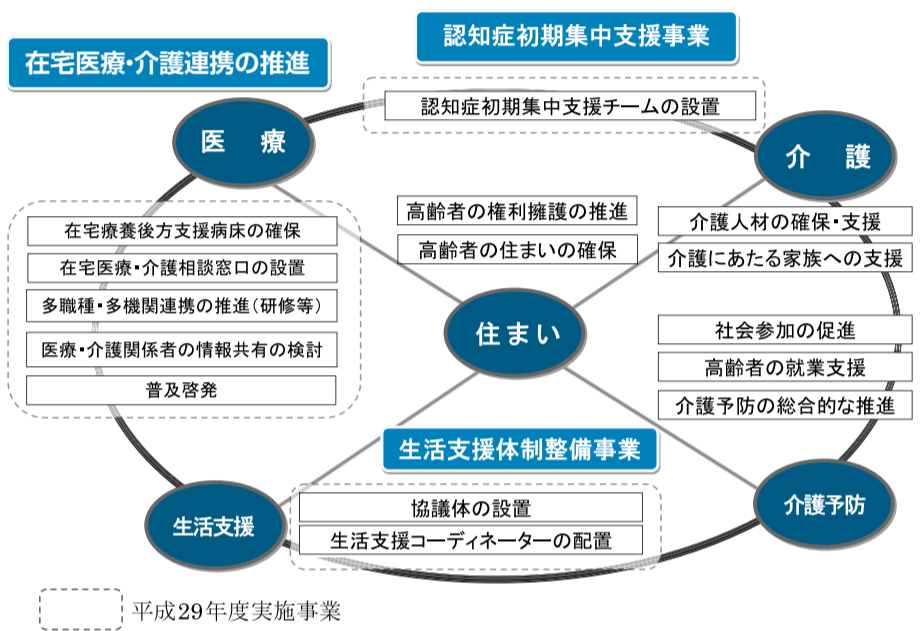 認知症初期集中支援事業
在宅医療・介護連携の推進
認知症初期集中支援チームの設置
医療
介護
高齢者の権利擁護の推進
高齢者の住まいの確保
介護人材の確保・支援
介護にあたる家族への支援
在宅療養後方支援病床の確保
在宅医療・介護相談窓口の設置
多職種・多機関連携の推進（研修等）
医療・介護関係者の情報共有の検討
普及啓発
住まい
社会参加の促進
高齢者の就業支援
介護予防の総合的な推進
生活支援体制整備事業
生活支援
協議体の設置
生活支援コーディネーターの配置
介護予防
平成29年度実施事業